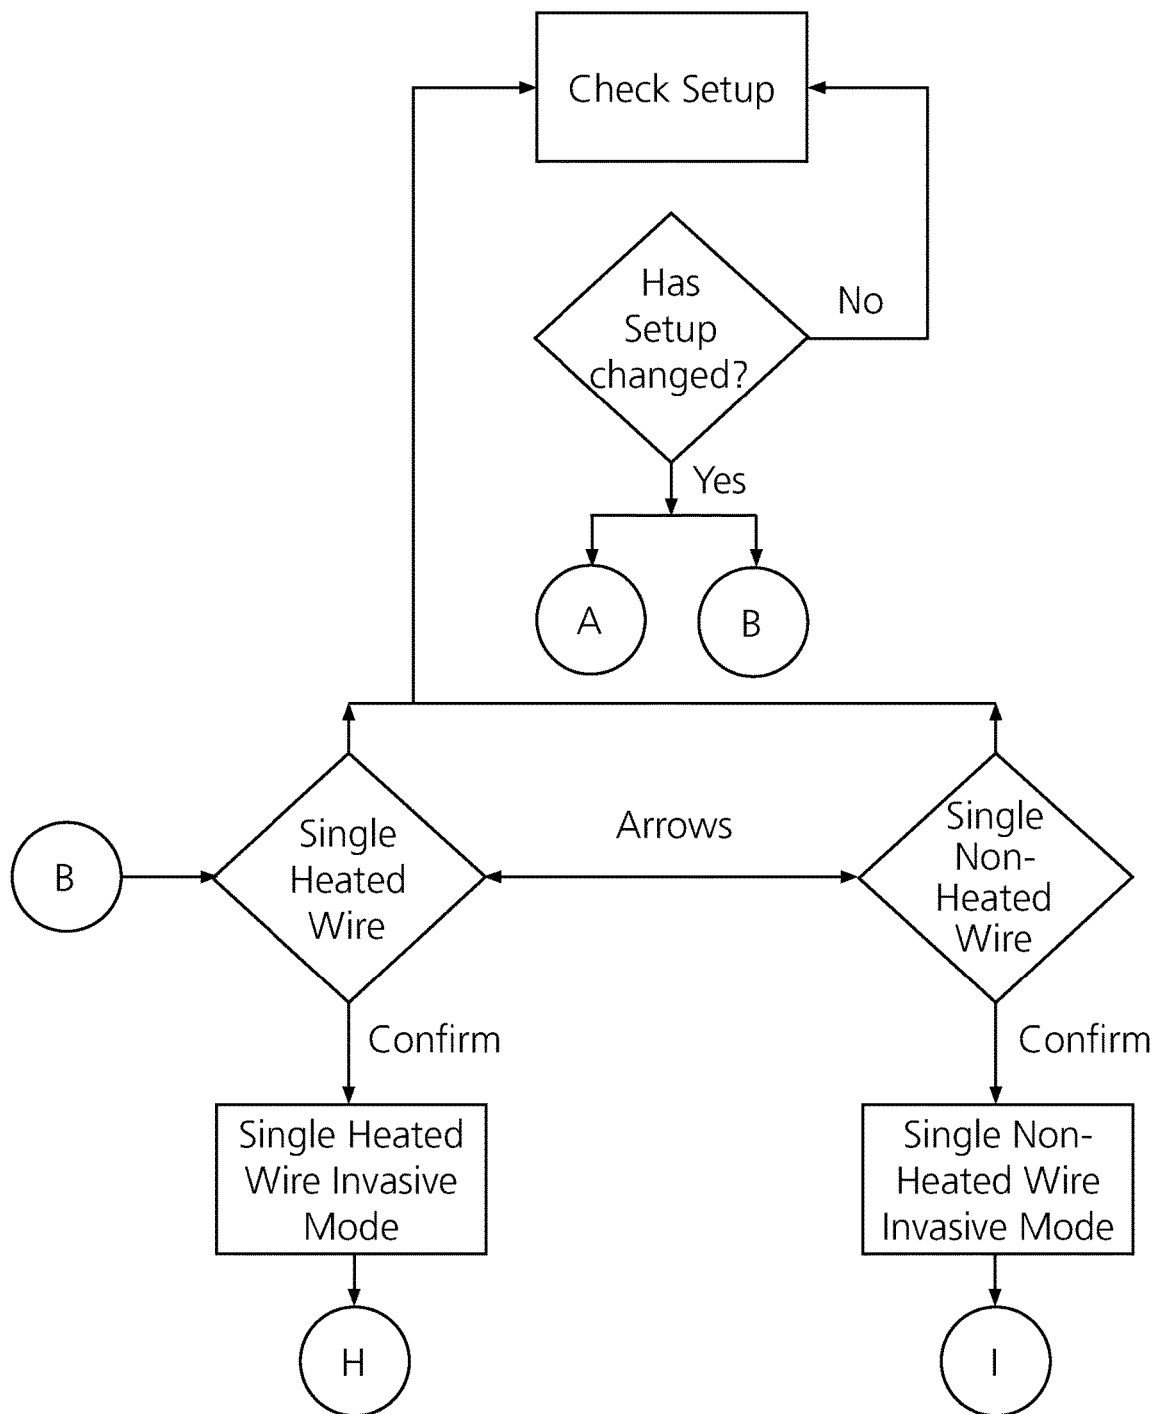 Check Setup
Has
Setup
changed?
No
Yes
A
B
B
Single
Heated
Wire
Arrows
Single
Non-
Heated
Wire
Confirm
Confirm
Single Heated
Wire Invasive
Mode
Single Non-
Heated Wire
Invasive Mode
H
I